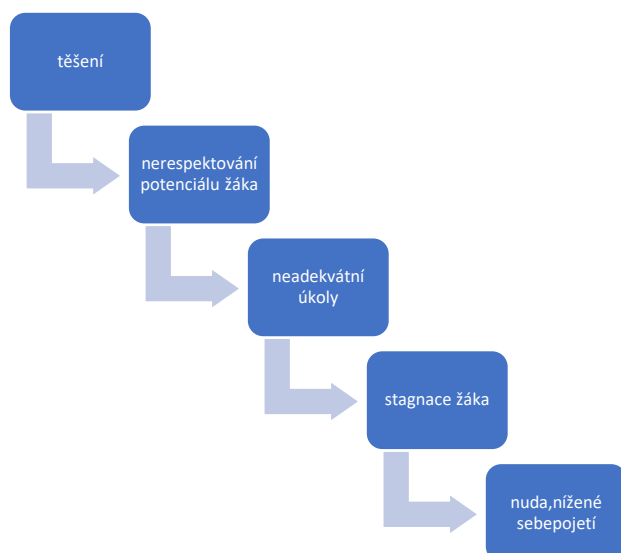 těšení
nerespektování
potenciálu žáka
neadekvátní
úkoly
stagnace žáka
nuda,nížené
sebepojetí